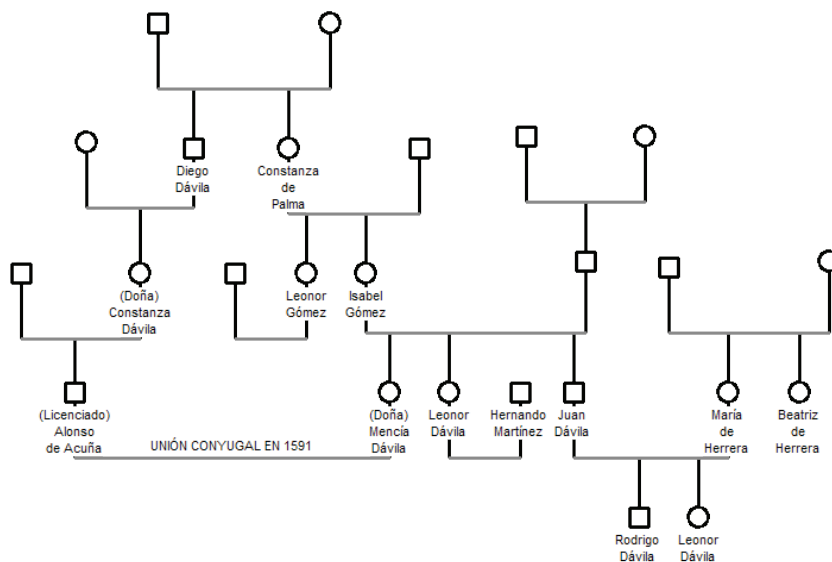 Diego
Dávila
Constanza
de
Palma
(Doña)
Constanza
Dávila
Leonor
Gómez
Isabel
Gómez
(Licenciado)
Alonso
de Acuña
UNIÓN CONYUGAL EN 1591
(Doña)
Mencía
Dávila
Leonor
Dávila
Hernando
Martínez
Juan
Dávila
María
de
Herrera
Beatriz
de
Herrera
Rodrigo
Dávila
Leonor
Dávila